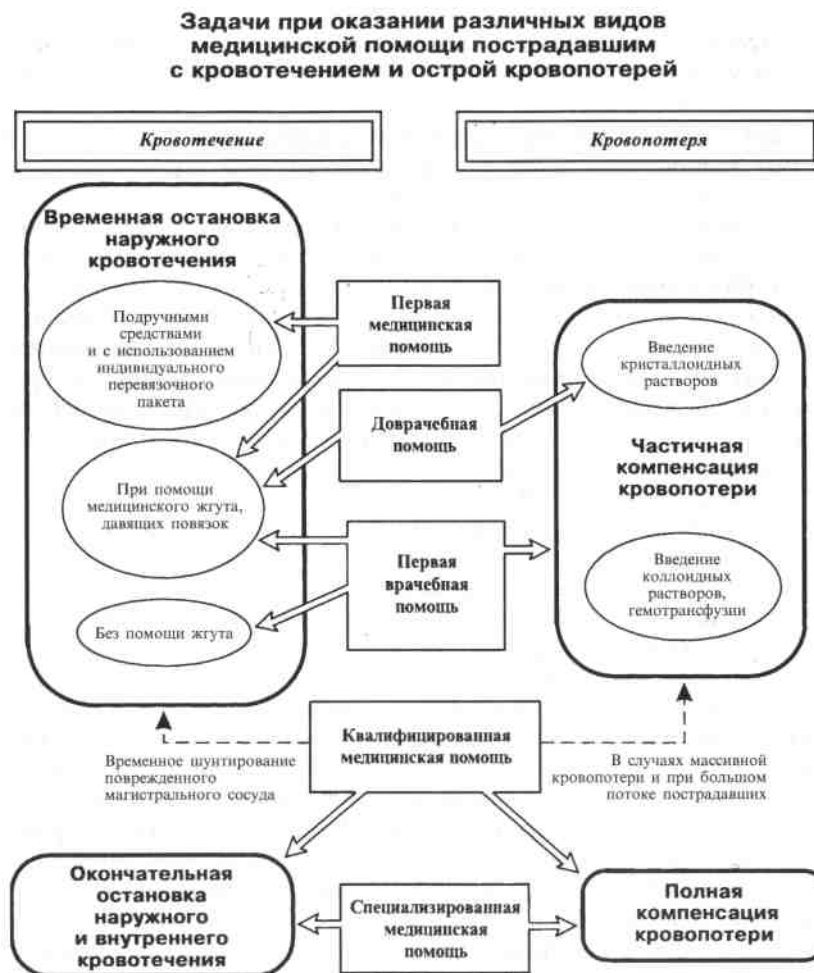 Задачи при оказании различных видов
медицинской помощи пострадавшим
с кровотечением и острой кровопотерей
Кровотечение
Кровопотеря
Временная остановка
наружного
кровотечения
Подручными
средствами
и с использованием
индивидуального
перевязочного
пакета
При помощи
медицинского жгута,
давящих повязок
Без помощи жгута
Первая
медицинская
помощь
Доврачебная
помощь
Первая
врачебная
помощь
Введение
кристаллоидных
растворов
Частичная
компенсация
кровопотери
Введение
коллоидных
растворов,
гемотрансфузии
Квалифицированная
медицинская помощь
Временное шунтирование
поврежденного
магистрального сосуда
В случаях массивной
кровопотери и при большом
потоке пострадавших
Окончательная
остановка
наружного
и внутреннего
кровотечения
Специализированная
медицинская
помощь
Полная
компенсация
кровопотери